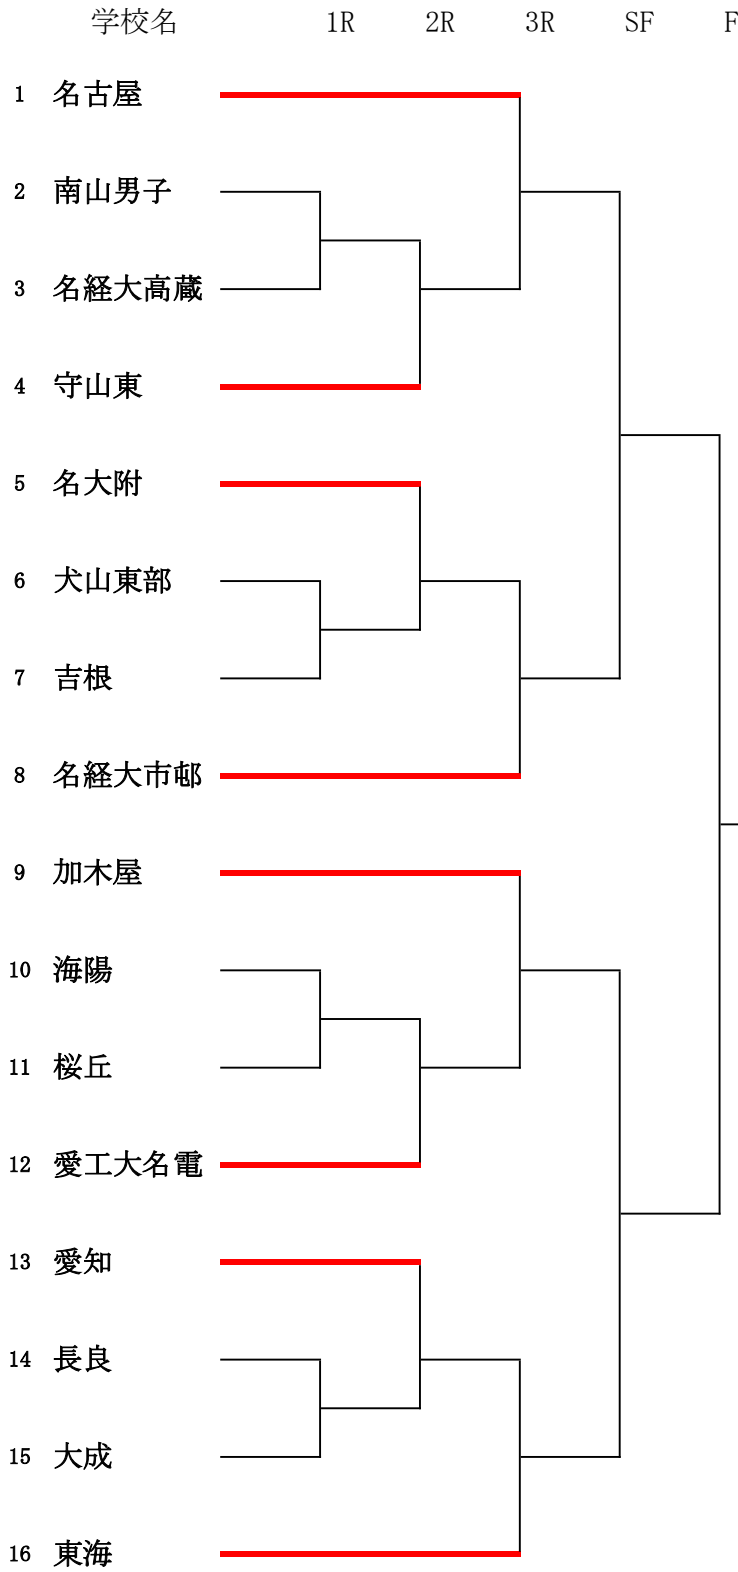 学校名 1R 2R 3R SF F
1 名古屋
2 南山男子
3 名経大高蔵
4 守山東
5 名大附
6 犬山東部
7 吉根
8 名経大市邨
9 加木屋
10 海陽
11 桜丘
12 愛工大名電
13 愛知
14 長良
15 大成
16 東海